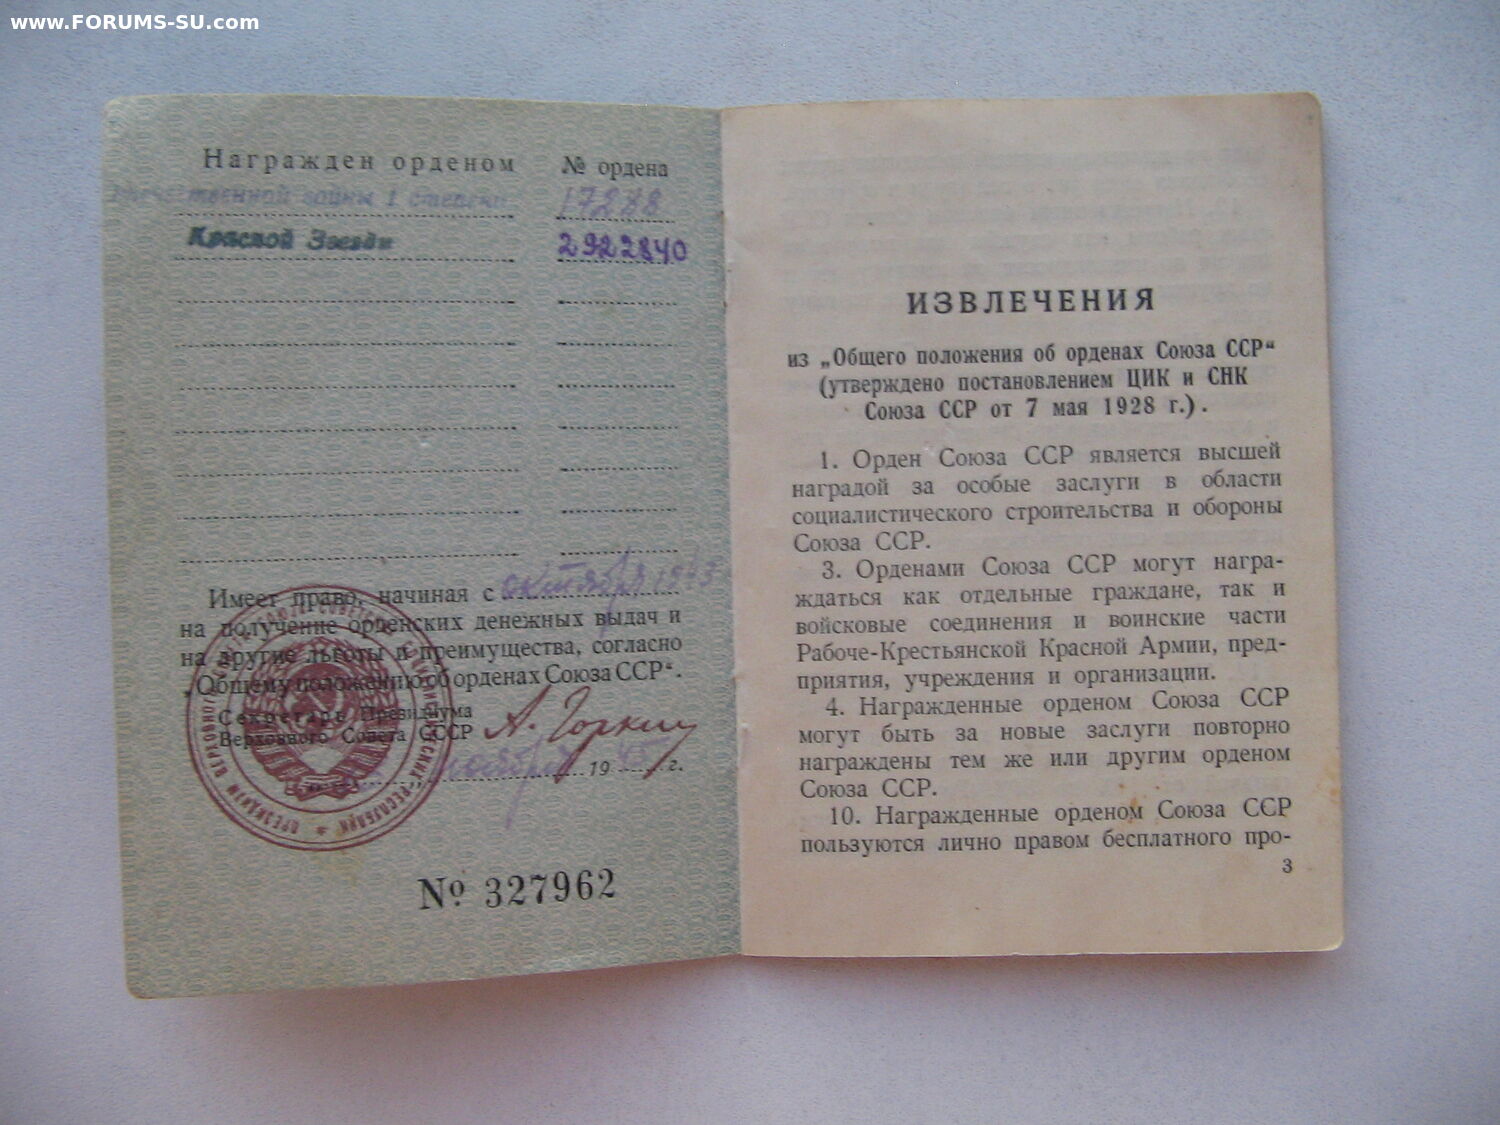 www.FORUMS-SU.com
Награжден орденом № ордена
Отечественной войны I степени 17288
Красной Звезды 2922840
Имеет право, начиная с октября 1943
на получение орденских денежных выдач и
на другие льготы и преимущества, согласно
„Общему положению об орденах Союза ССР“.
Секретарь Президиума
Верховного Совета СССР А. Горкин
ноября 1945 г.
№ 327962
ИЗВЛЕЧЕНИЯ
из „Общего положения об орденах Союза ССР“
(утверждено постановлением ЦИК и СНК
Союза ССР от 7 мая 1928 г.).
1. Орден Союза ССР является высшей
наградой за особые заслуги в области
социалистического строительства и обороны
Союза ССР.
3. Орденами Союза ССР могут награ-
ждаться как отдельные граждане, так и
войсковые соединения и воинские части
Рабоче-Крестьянской Красной Армии, пред-
приятия, учреждения и организации.
4. Награжденные орденом Союза ССР
могут быть за новые заслуги повторно
награждены тем же или другим орденом
Союза ССР.
10. Награжденные орденом Союза ССР
пользуются лично правом бесплатного про-
3